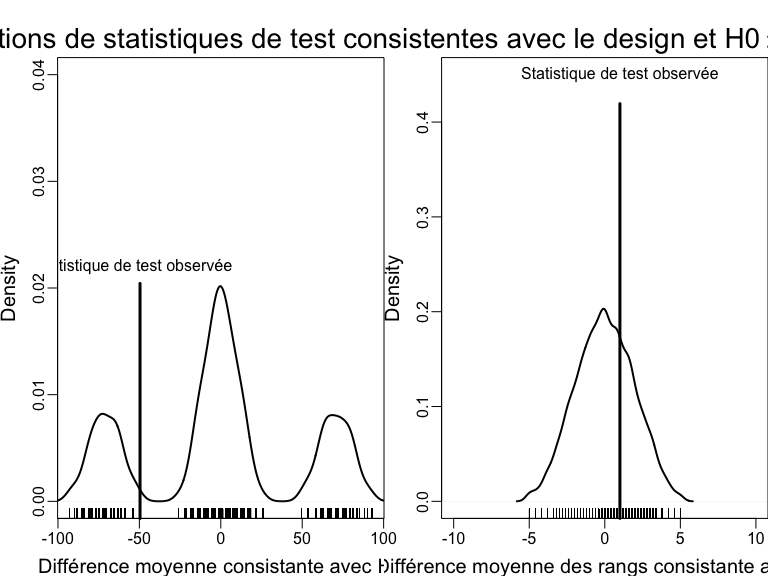 tions de statistiques de test consistentes avec le design et H0 :
Statistique de test observée
tistique de test observée
Density
0.00 0.01 0.02 0.03 0.04
-100 -50 0 50 100
Différence moyenne consistante avec
Density
0.0 0.1 0.2 0.3 0.4
-10 -5 0 5 10
Différence moyenne des rangs consistante a